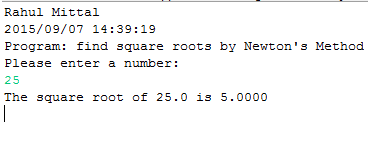 Rahul Mittal
2015/09/07 14:39:19
Program: find square roots by Newton's Method
Please enter a number:
25
The square root of 25.0 is 5.0000